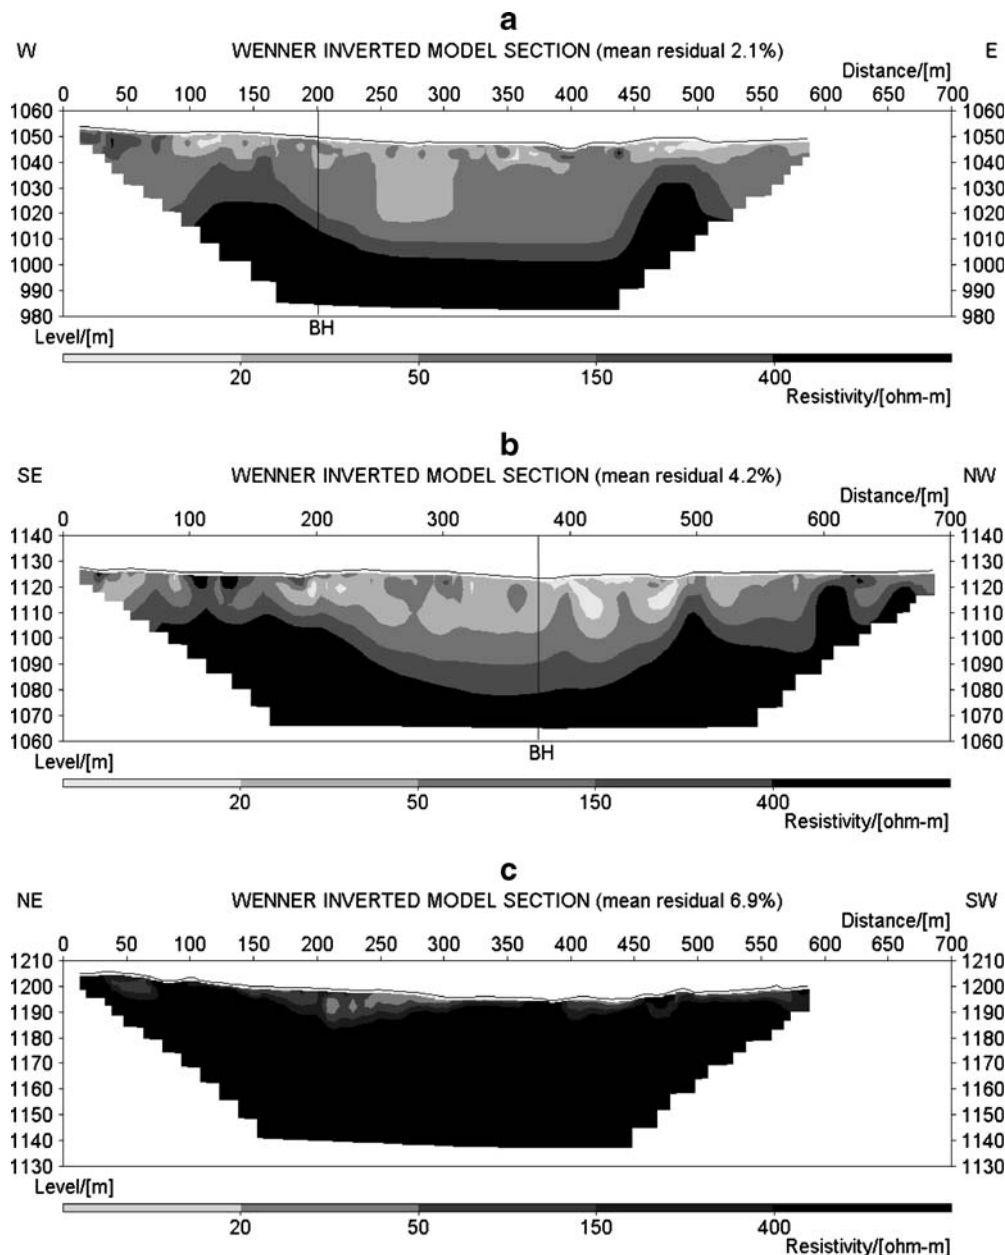 a
W WENNER INVERTED MODEL SECTION (mean residual 2.1%) E
Distance/[m]
0 50 100 150 200 250 300 350 400 450 500 550 600 700
1060 1060
1050 1050
1040 1040
1030 1030
1020 1020
1010 1010
1000 1000
990 990
980 980
BH
Level/[m]
20 50 150 400
Resistivity/[ohm-m]
b
SE WENNER INVERTED MODEL SECTION (mean residual 4.2%) NW
Distance/[m]
0 100 200 300 400 500 600 700
1140 1140
1130 1130
1120 1120
1110 1110
1100 1100
1090 1090
1080 1080
1070 1070
1060 1060
BH
Level/[m]
20 50 150 400
Resistivity/[ohm-m]
c
NE WENNER INVERTED MODEL SECTION (mean residual 6.9%) SW
Distance/[m]
0 50 100 150 200 250 300 350 400 450 500 550 600 700
1210 1210
1200 1200
1190 1190
1180 1180
1170 1170
1160 1160
1150 1150
1140 1140
1130 1130
Level/[m]
20 50 150 400
Resistivity/[ohm-m]